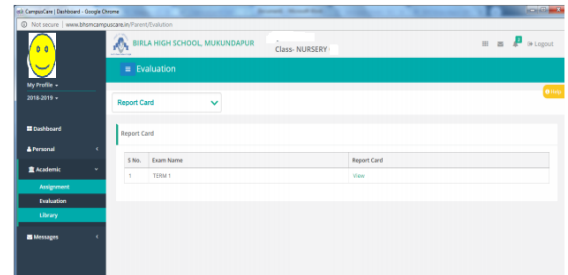 CampusCare | Dashboard - Google Chrome
Not secure | www.bhsmcampuscare.in/Parent/Evalution
BIRLA HIGH SCHOOL, MUKUNDAPUR
Class- NURSERY
Logout
Evaluation
My Profile
2018-2019
Report Card
Help
Dashboard
Report Card
Personal
S No. Exam Name Report Card
Academic
1 TERM 1 View
Assignment
Evaluation
Library
Messages